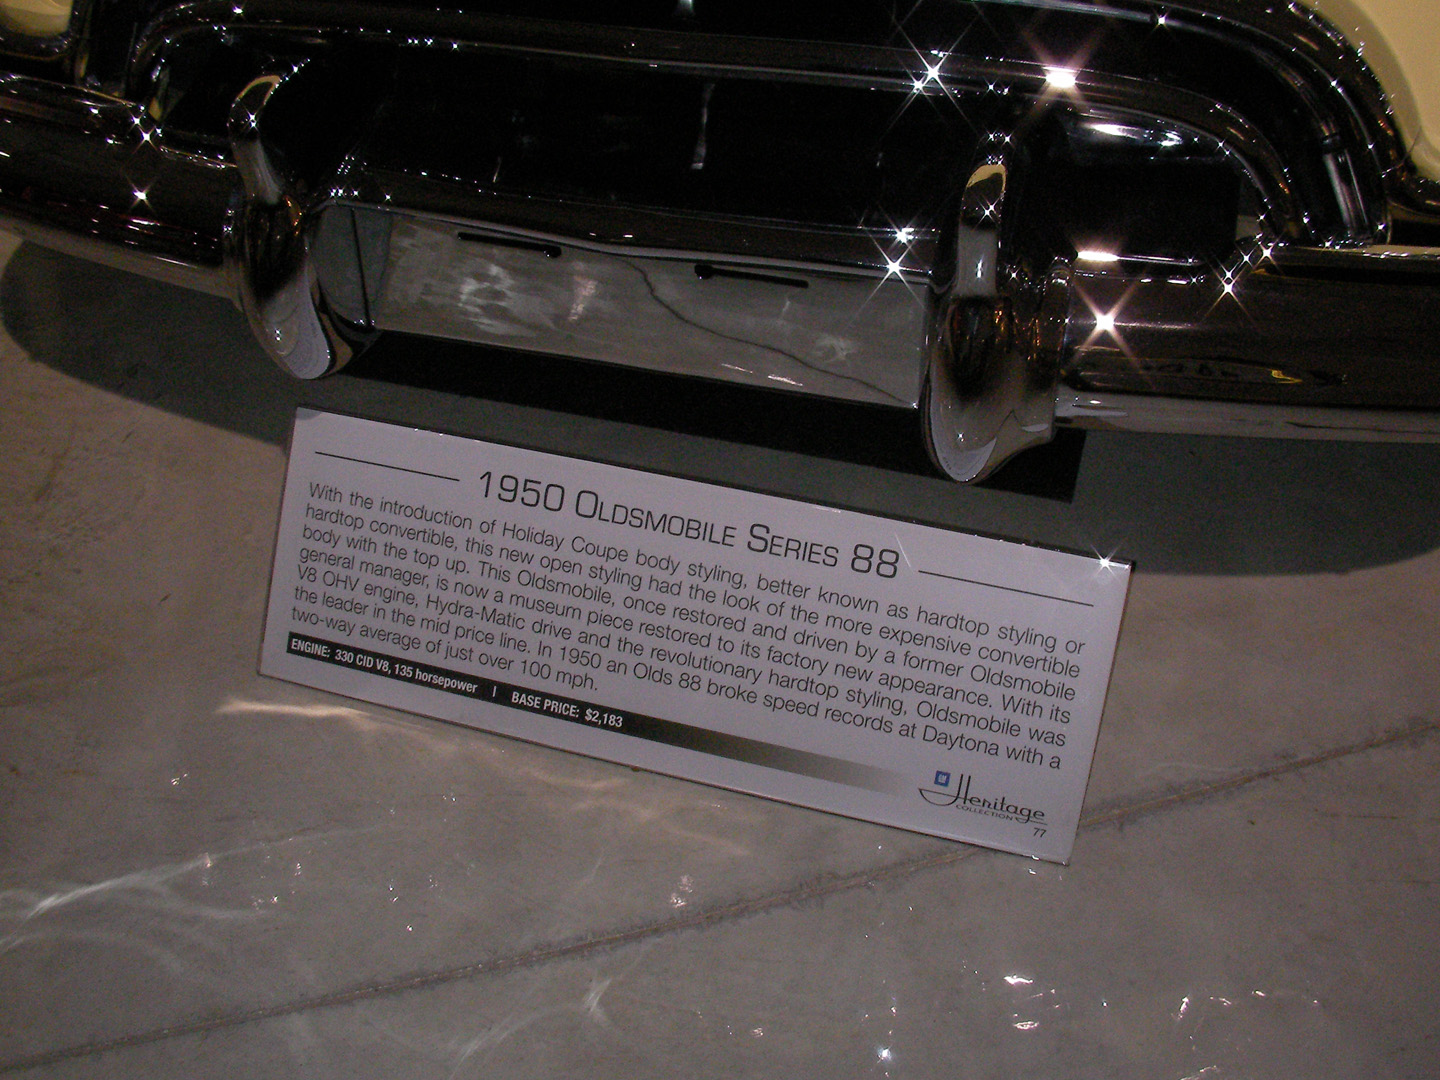 1950 OLDSMOBILE SERIES 88
With the introduction of Holiday Coupe body styling, better known as hardtop styling or
hardtop convertible, this new open styling had the look of the more expensive convertible
body with the top up. This Oldsmobile, once restored and driven by a former Oldsmobile
general manager, is now a museum piece restored to its factory new appearance. With its
V8 OHV engine, Hydra-Matic drive and the revolutionary hardtop styling, Oldsmobile was
the leader in the mid price line. In 1950 an Olds 88 broke speed records at Daytona with a
two-way average of just over 100 mph.
ENGINE: 330 CID V8, 135 horsepower | BASE PRICE: $2,183
GM
Heritage
COLLECTION
77